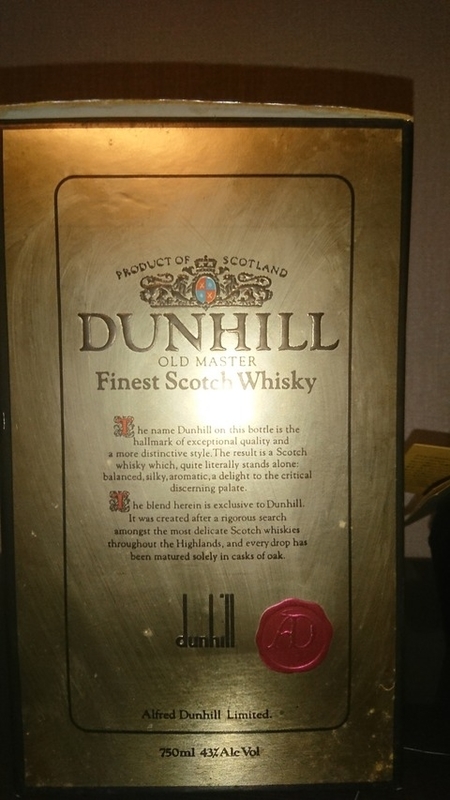 PRODUCT OF SCOTLAND
DUNHILL
OLD MASTER
Finest Scotch Whisky
The name Dunhill on this bottle is the
hallmark of exceptional quality and
a more distinctive style. The result is a Scotch
whisky which, quite literally stands alone:
balanced, silky, aromatic, a delight to the critical
discerning palate.
The blend herein is exclusive to Dunhill.
It was created after a rigorous search
amongst the most delicate Scotch whiskies
throughout the Highlands, and every drop has
been matured solely in casks of oak.
dunhill
AD
Alfred Dunhill Limited.
750ml 43% Alc Vol